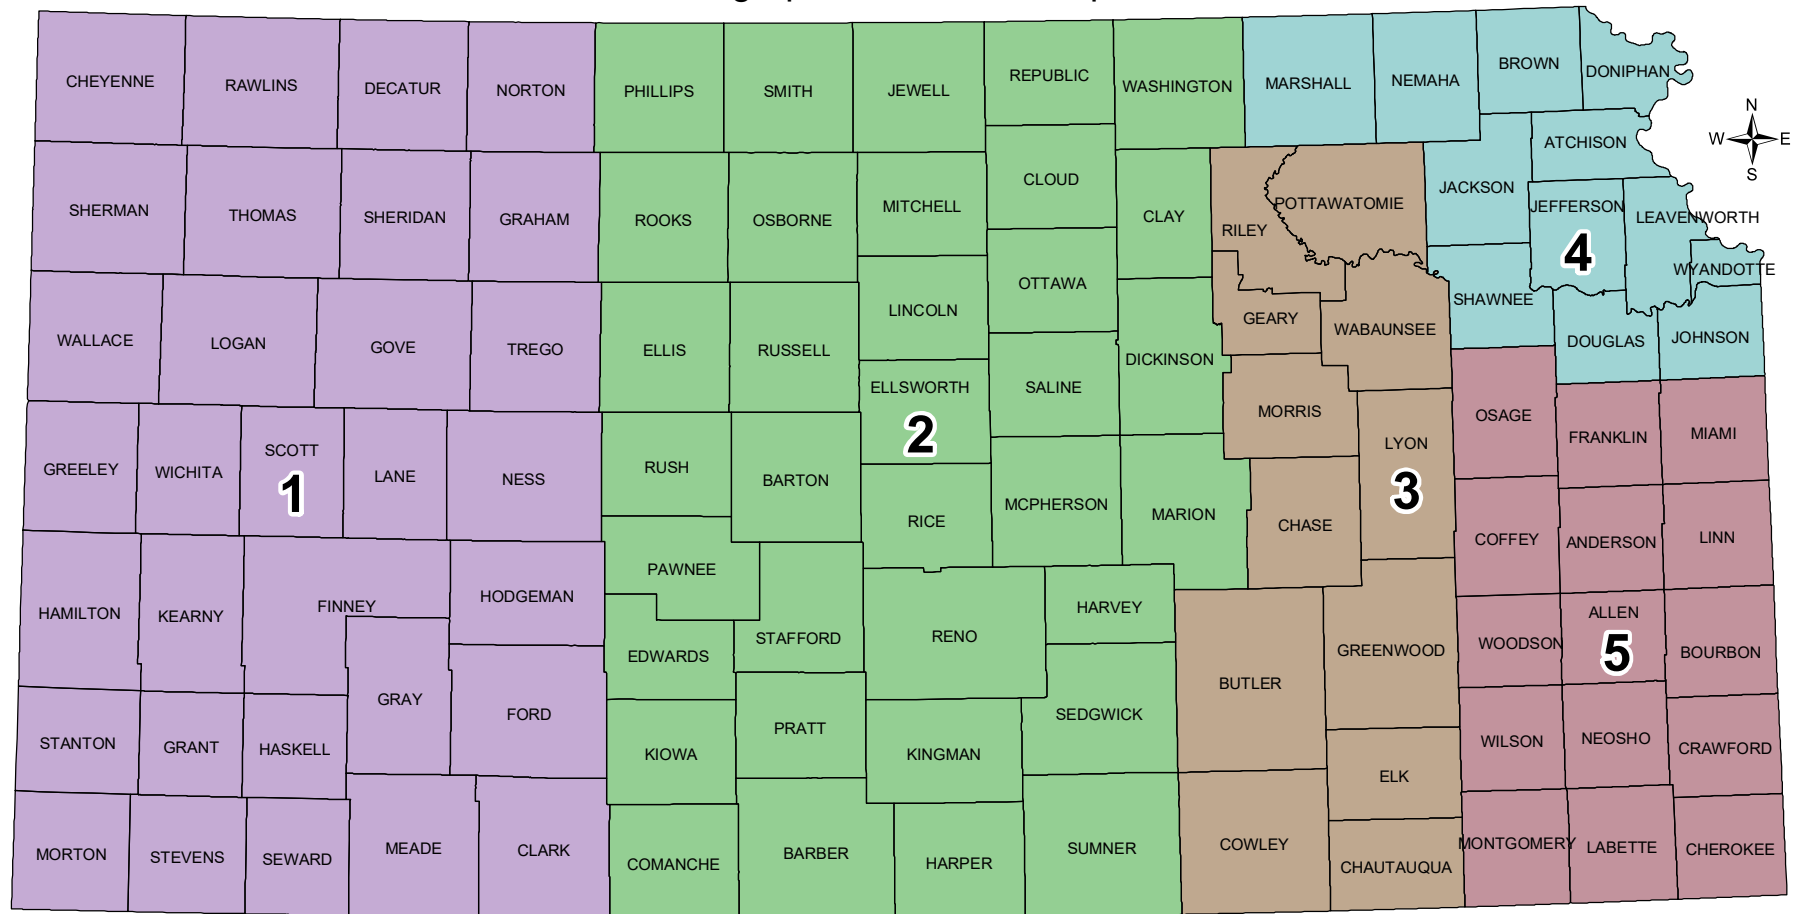 CHEYENNE RAWLINS DECATUR NORTON PHILLIPS SMITH JEWELL REPUBLIC WASHINGTON MARSHALL NEMAHA BROWN DONIPHAN
N
W E
S
ATCHISON
CLOUD
JACKSON
SHERMAN THOMAS SHERIDAN GRAHAM ROOKS OSBORNE MITCHELL CLAY RILEY POTTAWATOMIE JEFFERSON LEAVENWORTH
4
WYANDOTTE
OTTAWA
SHAWNEE
LINCOLN
GEARY WABAUNSEE
WALLACE LOGAN GOVE TREGO ELLIS RUSSELL DICKINSON DOUGLAS JOHNSON
ELLSWORTH SALINE
2
MORRIS OSAGE
LYON FRANKLIN MIAMI
GREELEY WICHITA SCOTT LANE NESS RUSH BARTON
1
3
RICE MCPHERSON MARION CHASE
COFFEY ANDERSON LINN
PAWNEE
HAMILTON KEARNY FINNEY HODGEMAN STAFFORD RENO HARVEY
ALLEN
WOODSON 5 BOURBON
EDWARDS GREENWOOD
BUTLER
GRAY FORD SEDGWICK
STANTON GRANT HASKELL KIOWA PRATT KINGMAN WILSON NEOSHO CRAWFORD
ELK
MORTON STEVENS SEWARD MEADE CLARK COMANCHE BARBER HARPER SUMNER COWLEY CHAUTAUQUA MONTGOMERY LABETTE CHEROKEE